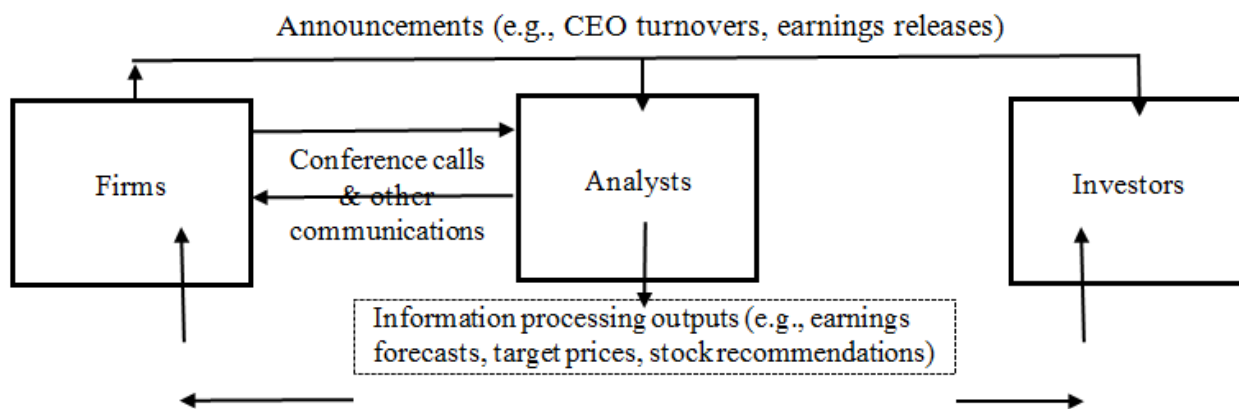 Announcements (e.g., CEO turnovers, earnings releases)
Firms
Conference calls
& other
communications
Analysts
Investors
Information processing outputs (e.g., earnings
forecasts, target prices, stock recommendations)